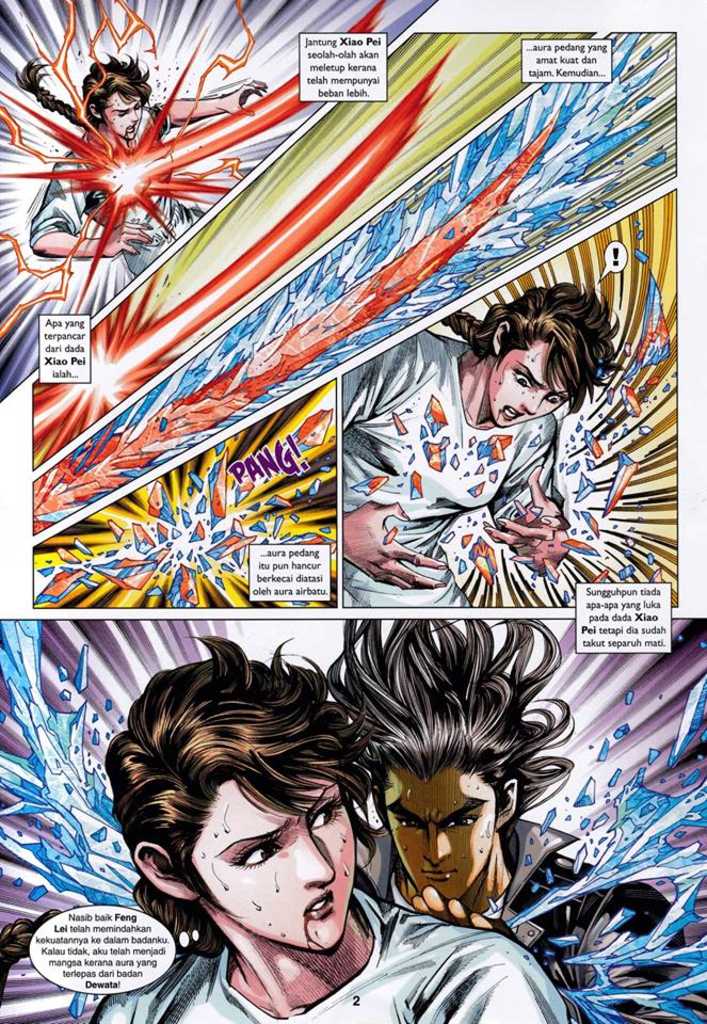 Jantung Xiao Pei
seolah-olah akan
meletup kerana
telah mempunyai
beban lebih.
...aura pedang yang
amat kuat dan
tajam. Kemudian...
Apa yang
terpancar
dari dada
Xiao Pei
ialah...
!
PANG!
...aura pedang
itu pun hancur
berkecai diatasi
oleh aura airbatu.
Sungguhpun tiada
apa-apa yang luka
pada dada Xiao
Pei tetapi dia sudah
takut separuh mati.
Nasib baik Feng
Lei telah memindahkan
kekuatannya ke dalam badanku.
Kalau tidak, aku telah menjadi
mangsa kerana aura yang
terlepas dari badan
Dewata!
2